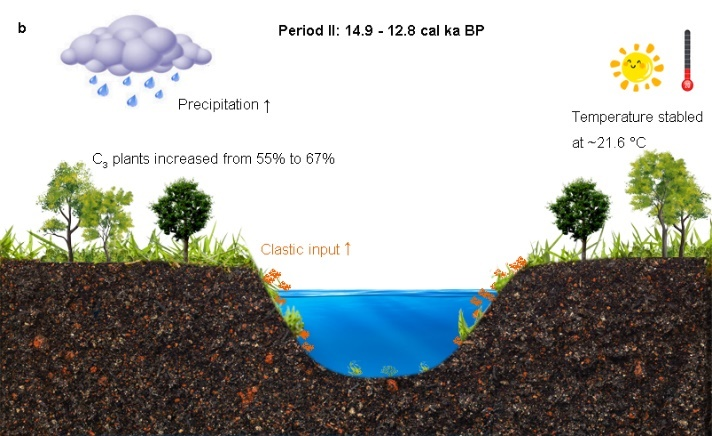 b
Period II: 14.9 - 12.8 cal ka BP
Precipitation ↑
Temperature stabled
at ~21.6 °C
C₃ plants increased from 55% to 67%
Clastic input ↑